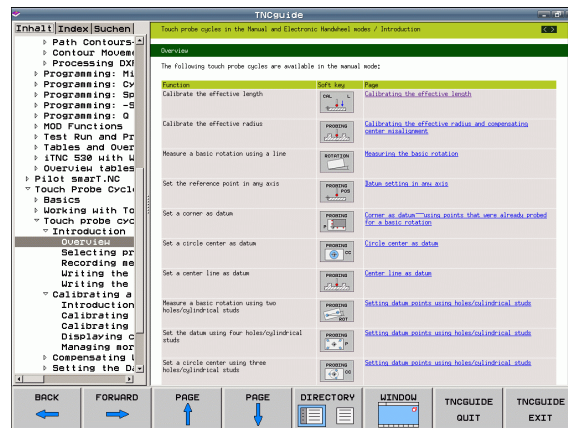 TNCguide
Inhalt Index Suchen
Touch probe cycles in the Manual and Electronic Handwheel modes / Introduction
Path Contours-
Contour Moveme
Processing DXF
Programming: Mi
Programming: Cy
Programming: Sp
Programming: -S
Programming: Q
MOD Functions
Test Run and Pr
Tables and Over
iTNC 530 with W
Overview tables
Pilot smarT.NC
Touch Probe Cycl
Basics
Working with To
Touch probe cyc
Introduction
Overview
Selecting pr
Recording me
Writing the
Writing the
Calibrating a
Introduction
Calibrating
Calibrating
Displaying c
Managing mor
Compensating W
Setting the Da
Overview
The following touch probe cycles are available in the manual mode:
Function Soft key Page
Calibrate the effective length CAL L Calibrating the effective length
Calibrate the effective radius PROBING Calibrating the effective radius and compensating
center misalignment
Measure a basic rotation using a line ROTATION Measuring the basic rotation
Set the reference point in any axis PROBING POS Datum setting in any axis
Set a corner as datum PROBING P Corner as datum—using points that were already probed
for a basic rotation
Set a circle center as datum PROBING CC Circle center as datum
Set a center line as datum PROBING Center line as datum
Measure a basic rotation using two
holes/cylindrical studs PROBING ROT Setting datum points using holes/cylindrical studs
Set the datum using four holes/cylindrical
studs PROBING P Setting datum points using holes/cylindrical studs
Set a circle center using three
holes/cylindrical studs PROBING CC Setting datum points using holes/cylindrical studs
BACK FORWARD PAGE PAGE DIRECTORY WINDOW TNCGUIDE QUIT TNCGUIDE EXIT